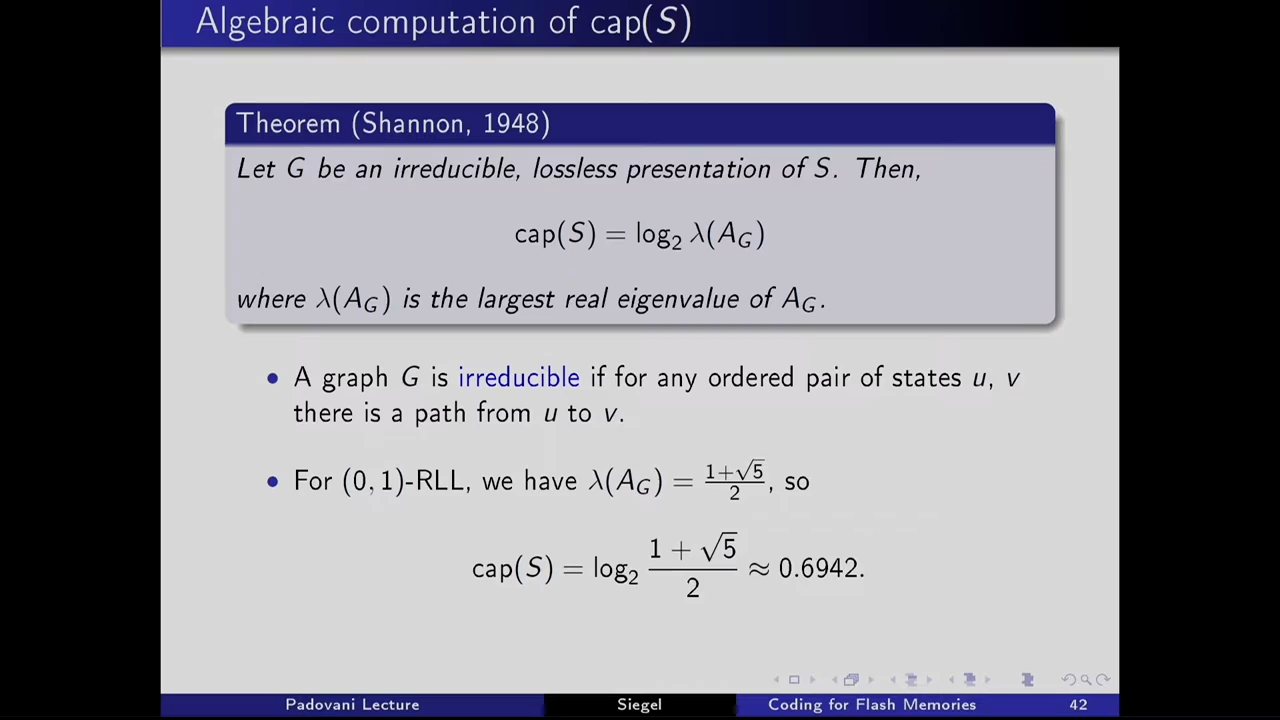 Algebraic computation of cap(S)
Theorem (Shannon, 1948)
Let G be an irreducible, lossless presentation of S. Then,
cap(S) = log₂ λ(A_G)
where λ(A_G) is the largest real eigenvalue of A_G.
• A graph G is irreducible if for any ordered pair of states u, v
there is a path from u to v.
• For (0, 1)-RLL, we have λ(A_G) = (1+√5)/2, so
cap(S) = log₂ (1 + √5)/2 ≈ 0.6942.
Padovani Lecture Siegel Coding for Flash Memories 42